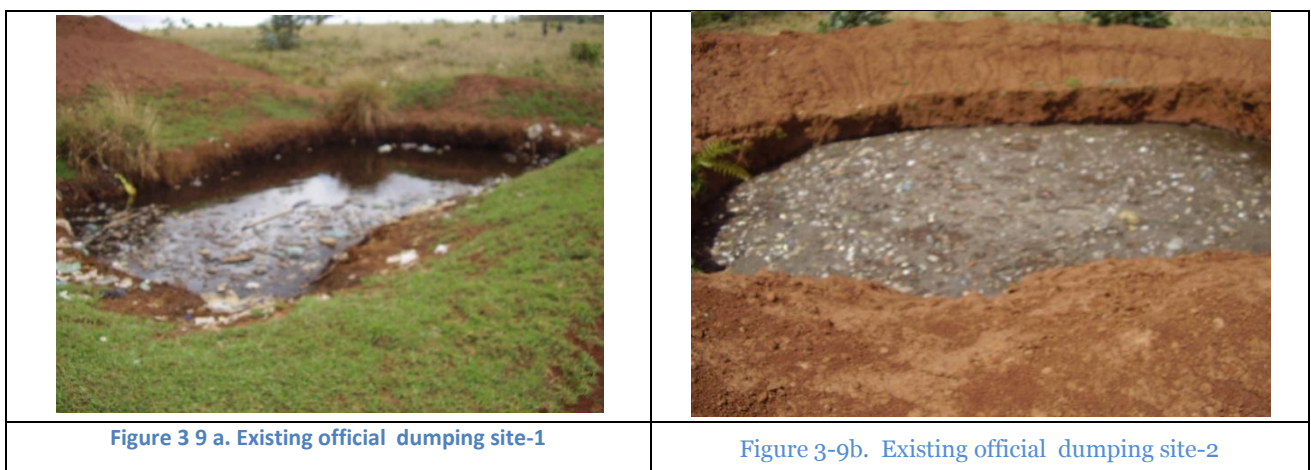 Figure 3 9 a. Existing official  dumping site-1
Figure 3-9b.  Existing official  dumping site-2